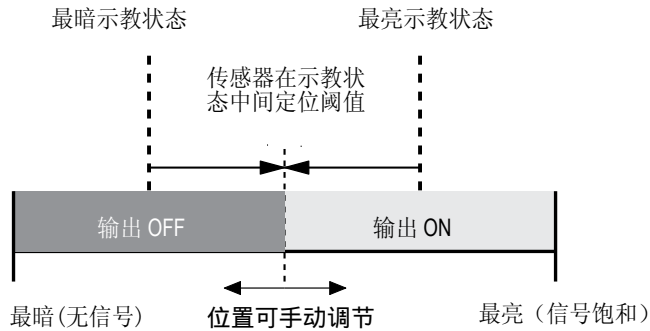 最暗示教状态
最亮示教状态
传感器在示教状
态中间定位阈值
输出 OFF
输出 ON
最暗(无信号)
位置可手动调节
最亮（信号饱和）